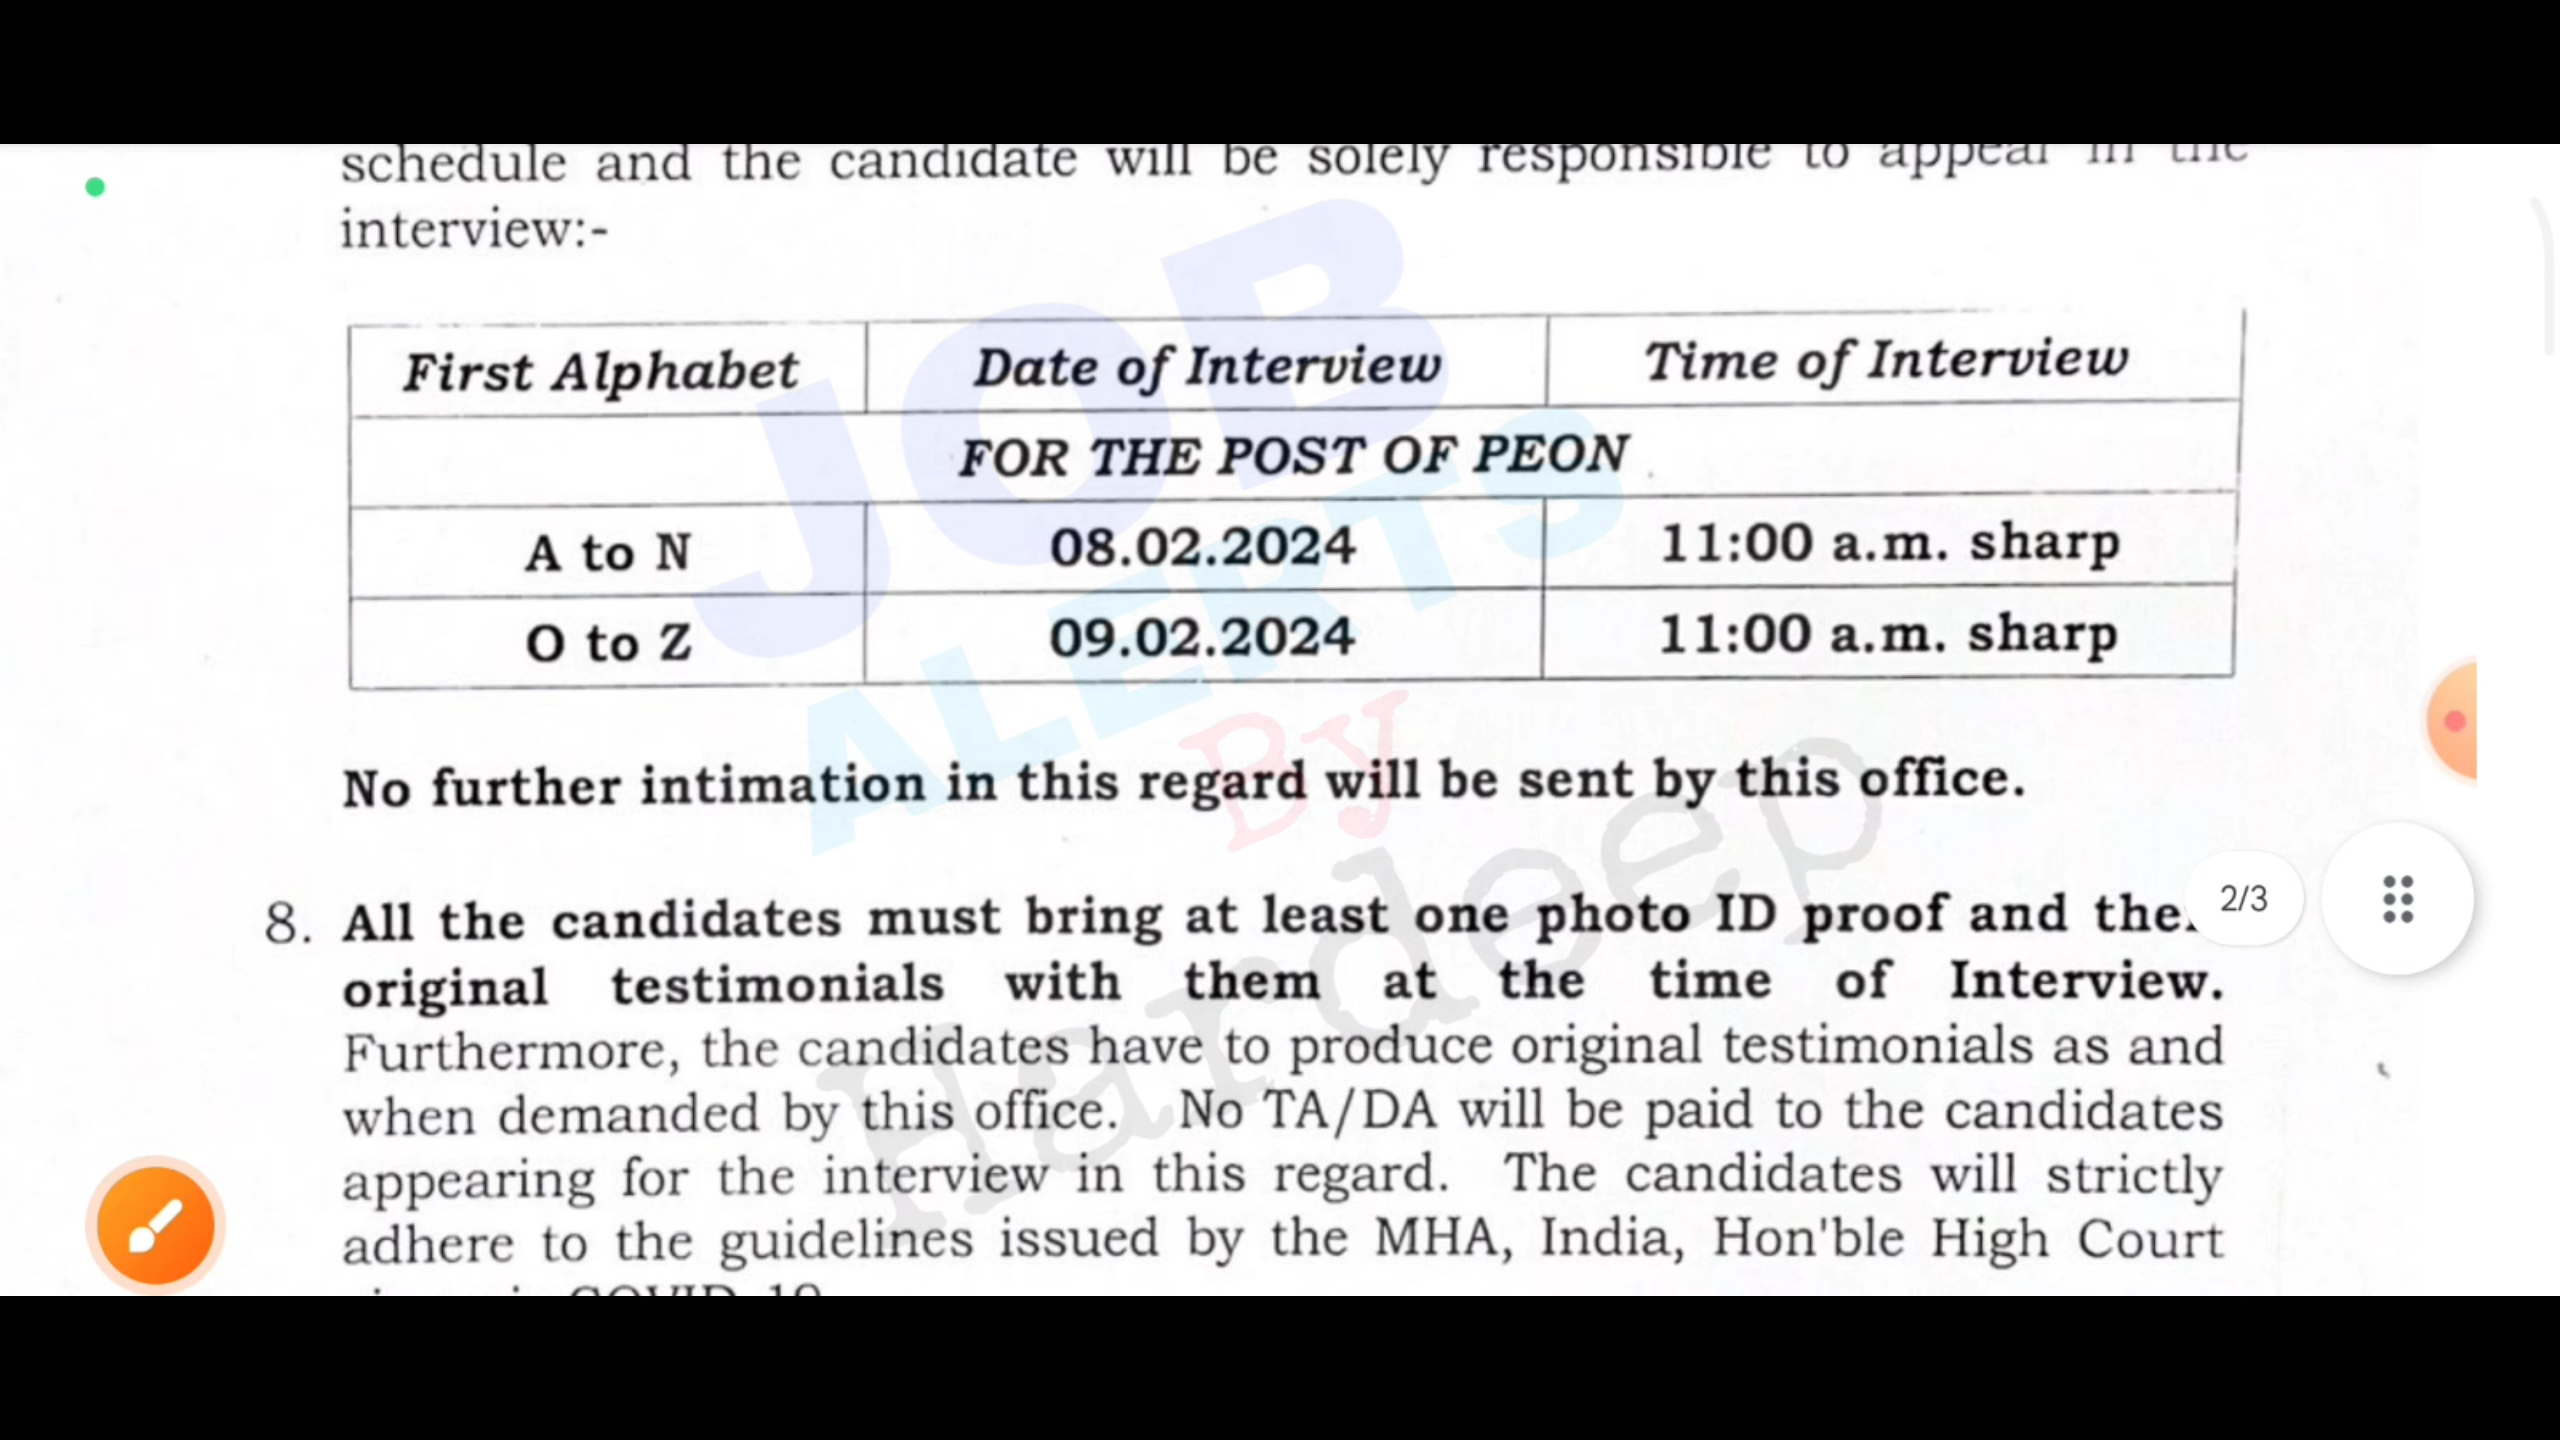 schedule and the candidate will be solely responsible to appear in the
interview:-
First Alphabet Date of Interview Time of Interview
FOR THE POST OF PEON
A to N 08.02.2024 11:00 a.m. sharp
O to Z 09.02.2024 11:00 a.m. sharp
No further intimation in this regard will be sent by this office.
8. All the candidates must bring at least one photo ID proof and
original testimonials with them at the time of Interview.
Furthermore, the candidates have to produce original testimonials as and
when demanded by this office. No TA/DA will be paid to the candidates
appearing for the interview in this regard. The candidates will strictly
adhere to the guidelines issued by the MHA, India, Hon'ble High Court
COVID-19
2/3
JOB
ALERTS
By
Hardeep